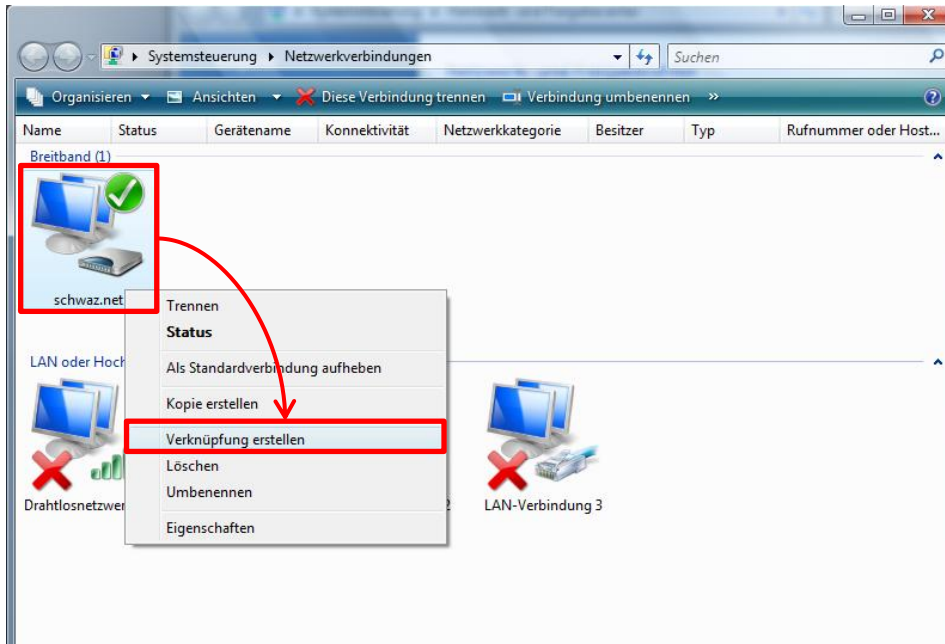 Systemsteuerung Netzwerkverbindungen Suchen
Organisieren Ansichten Diese Verbindung trennen Verbindung umbenennen »
Name Status Gerätename Konnektivität Netzwerkkategorie Besitzer Typ Rufnummer oder Host...
Breitband (1)
schwaz.net
Trennen
Status
LAN oder Hoch
Als Standardverbindung aufheben
Kopie erstellen
Verknüpfung erstellen
Löschen
Umbenennen
Drahtlosnetzwer 2 LAN-Verbindung 3
Eigenschaften